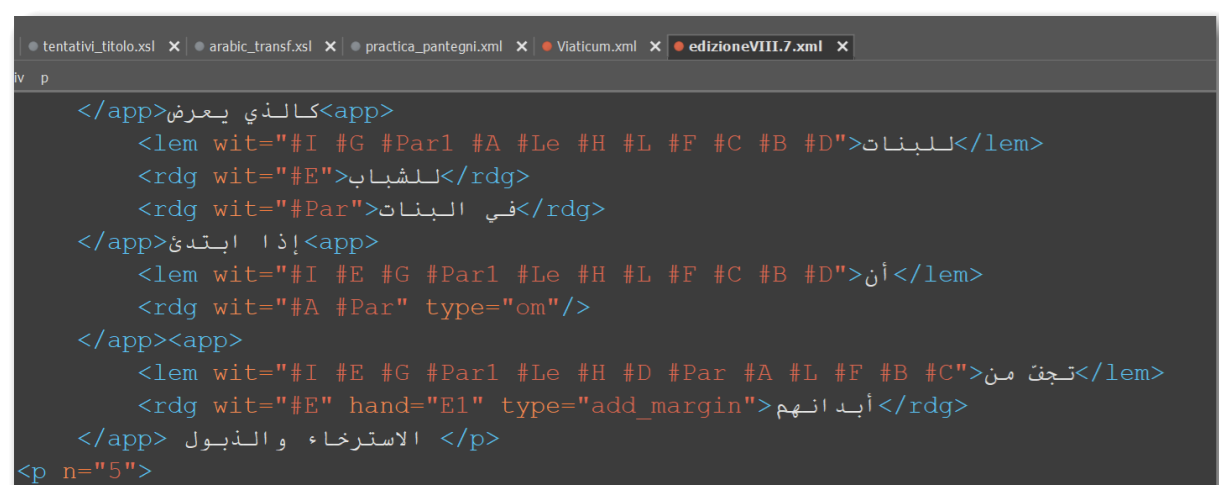 tentativi_titolo.xsl × arabic_transf.xsl × practica_pantegni.xml × Viaticum.xml × edizioneVIII.7.xml ×
iv p
</app>كالذي يعرض<app>
<lem wit="#I #G #Par1 #A #Le #H #L #F #C #B #D">للبنات</lem>
<rdg wit="#E">للشباب</rdg>
<rdg wit="#Par">في البنات</rdg>
</app>إذا ابتدئ<app>
<lem wit="#I #E #G #Par1 #Le #H #L #F #C #B #D">أن</lem>
<rdg wit="#A #Par" type="om"/>
</app><app>
<lem wit="#I #E #G #Par1 #Le #H #D #Par #A #L #F #B #C">تجفّ من</lem>
<rdg wit="#E" hand="E1" type="add_margin">أبدانهم</rdg>
</app> الاسترخاء والذبول </p>
<p n="5">